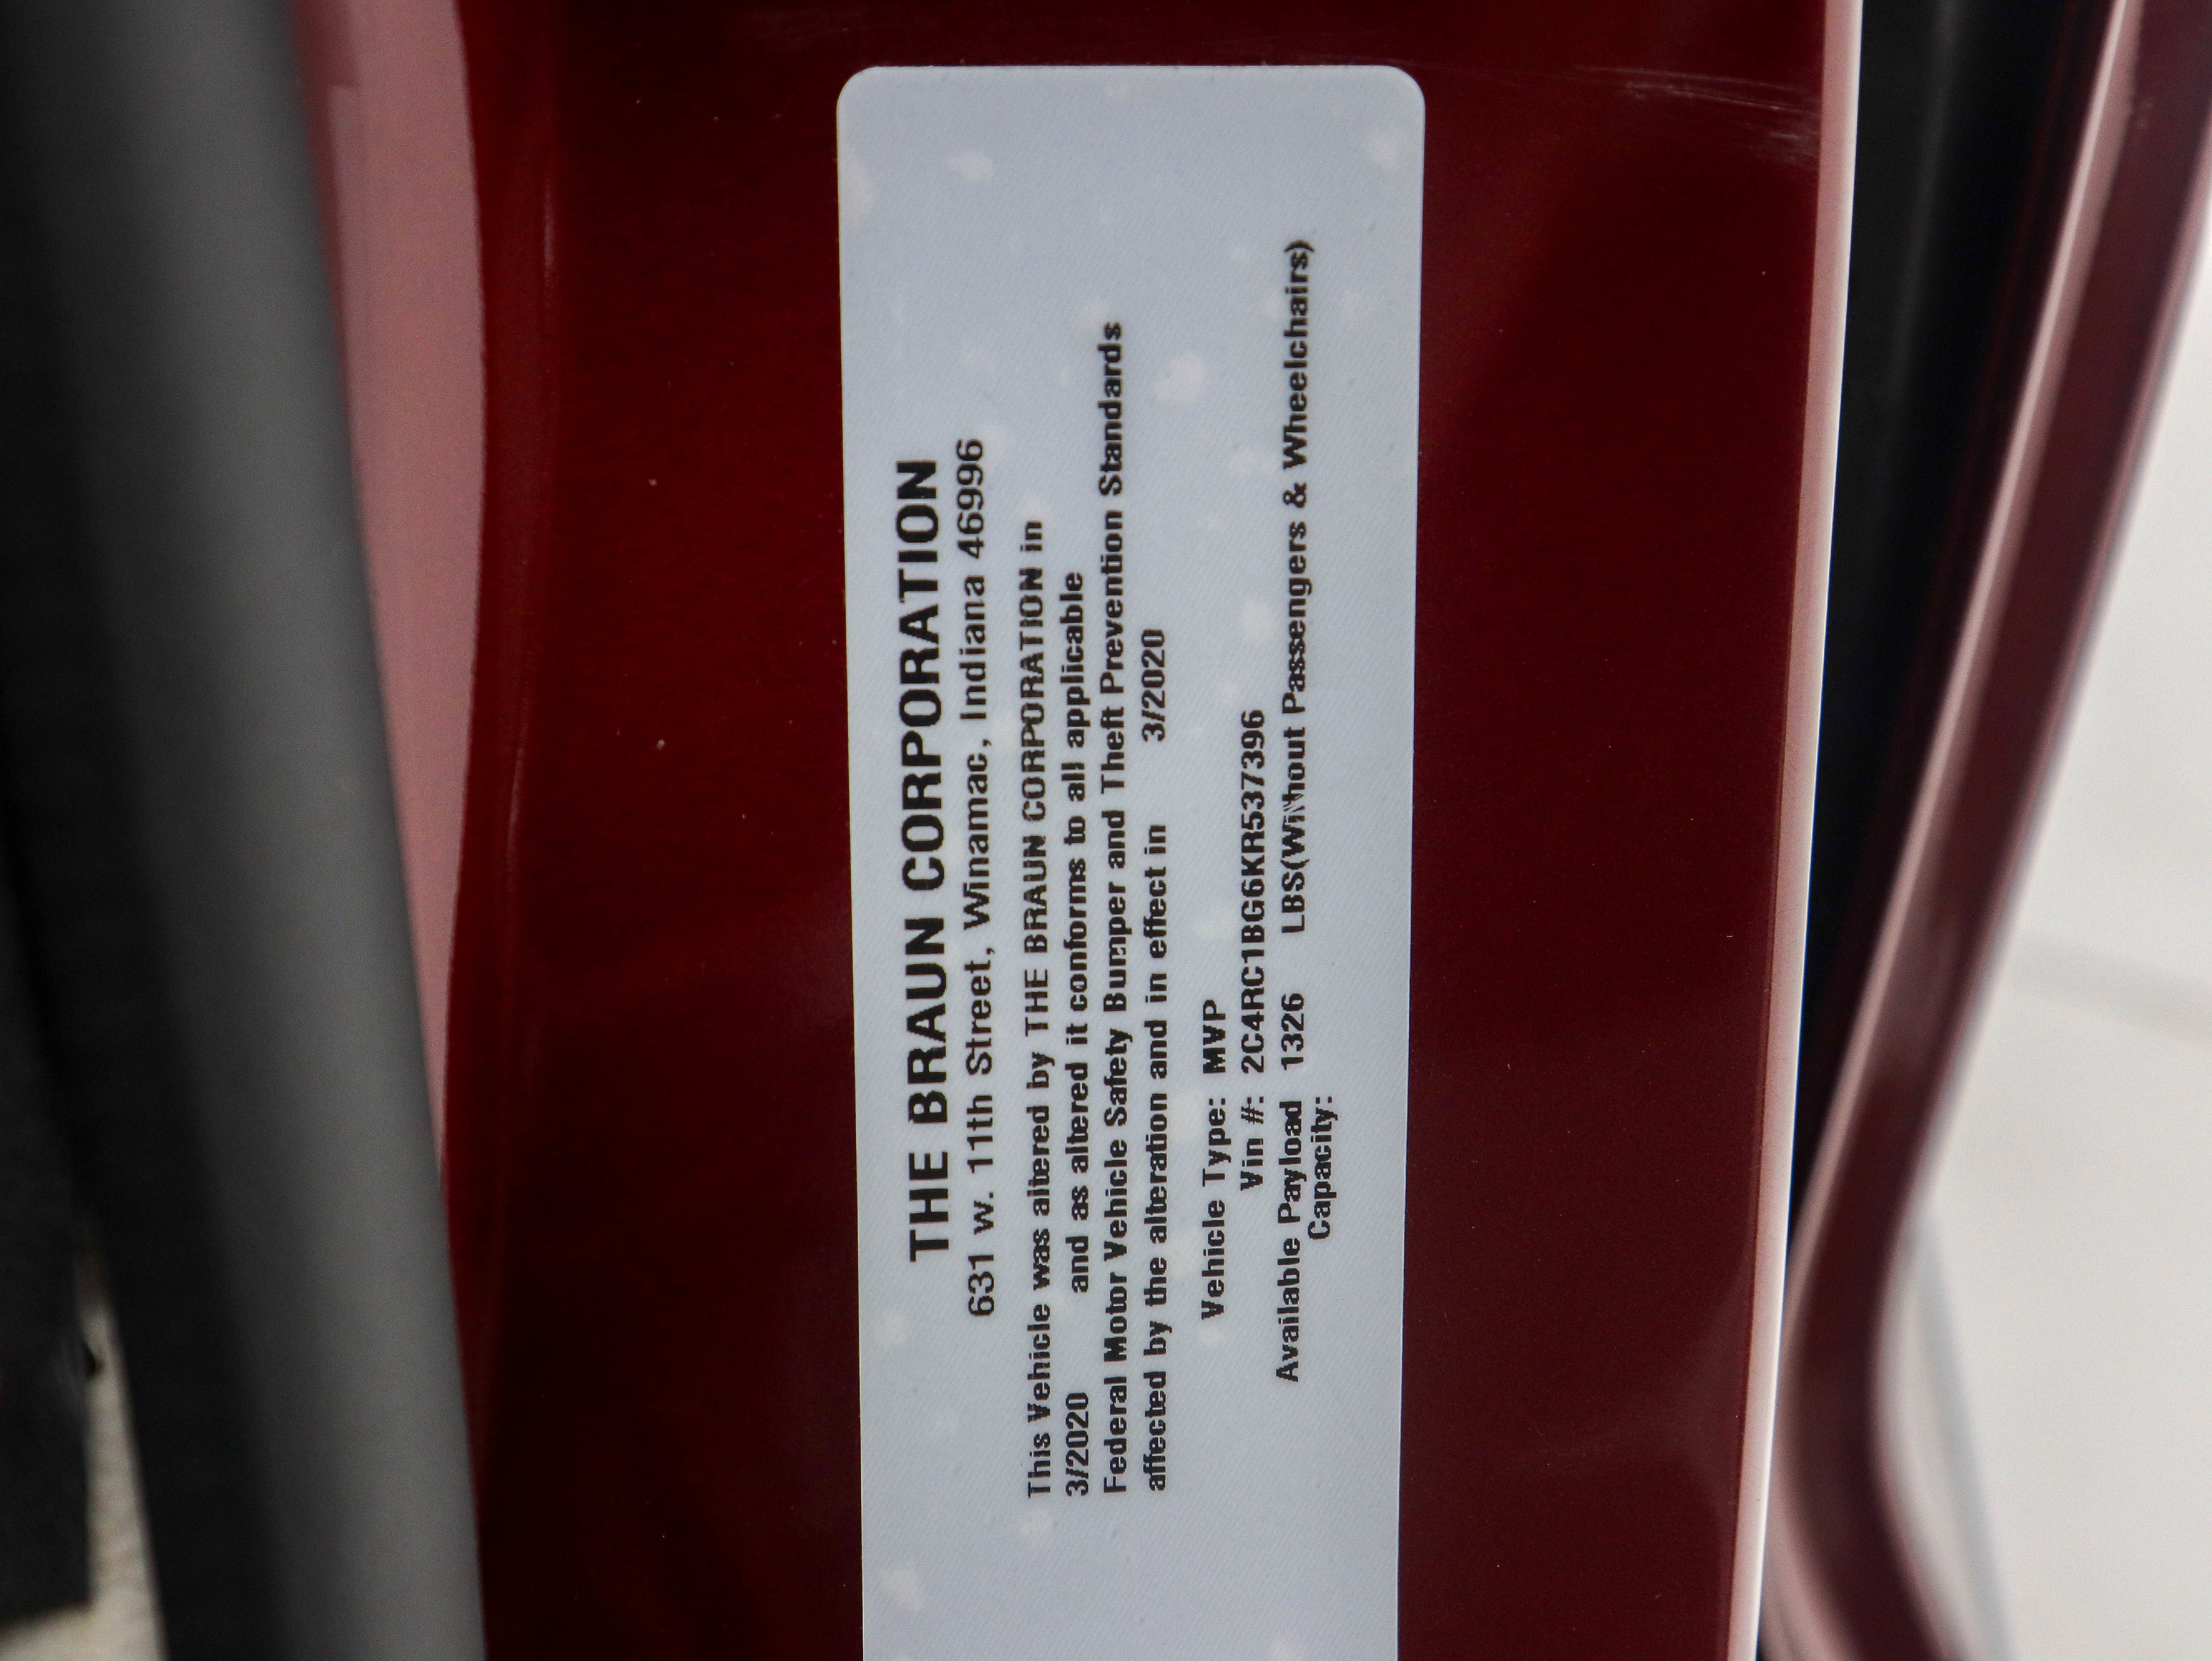 THE BRAUN CORPORATION
631 w. 11th Street, Winamac, Indiana 46996
This Vehicle was altered by THE BRAUN CORPORATION in
3/2020 and as altered it conforms to all applicable
Federal Motor Vehicle Safety Bumper and Theft Prevention Standards
affected by the alteration and in effect in 3/2020
Vehicle Type: MVP
Vin #: 2C4RC1BG6KR537396
Available Payload 1326 LBS(Without Passengers & Wheelchairs)
Capacity: